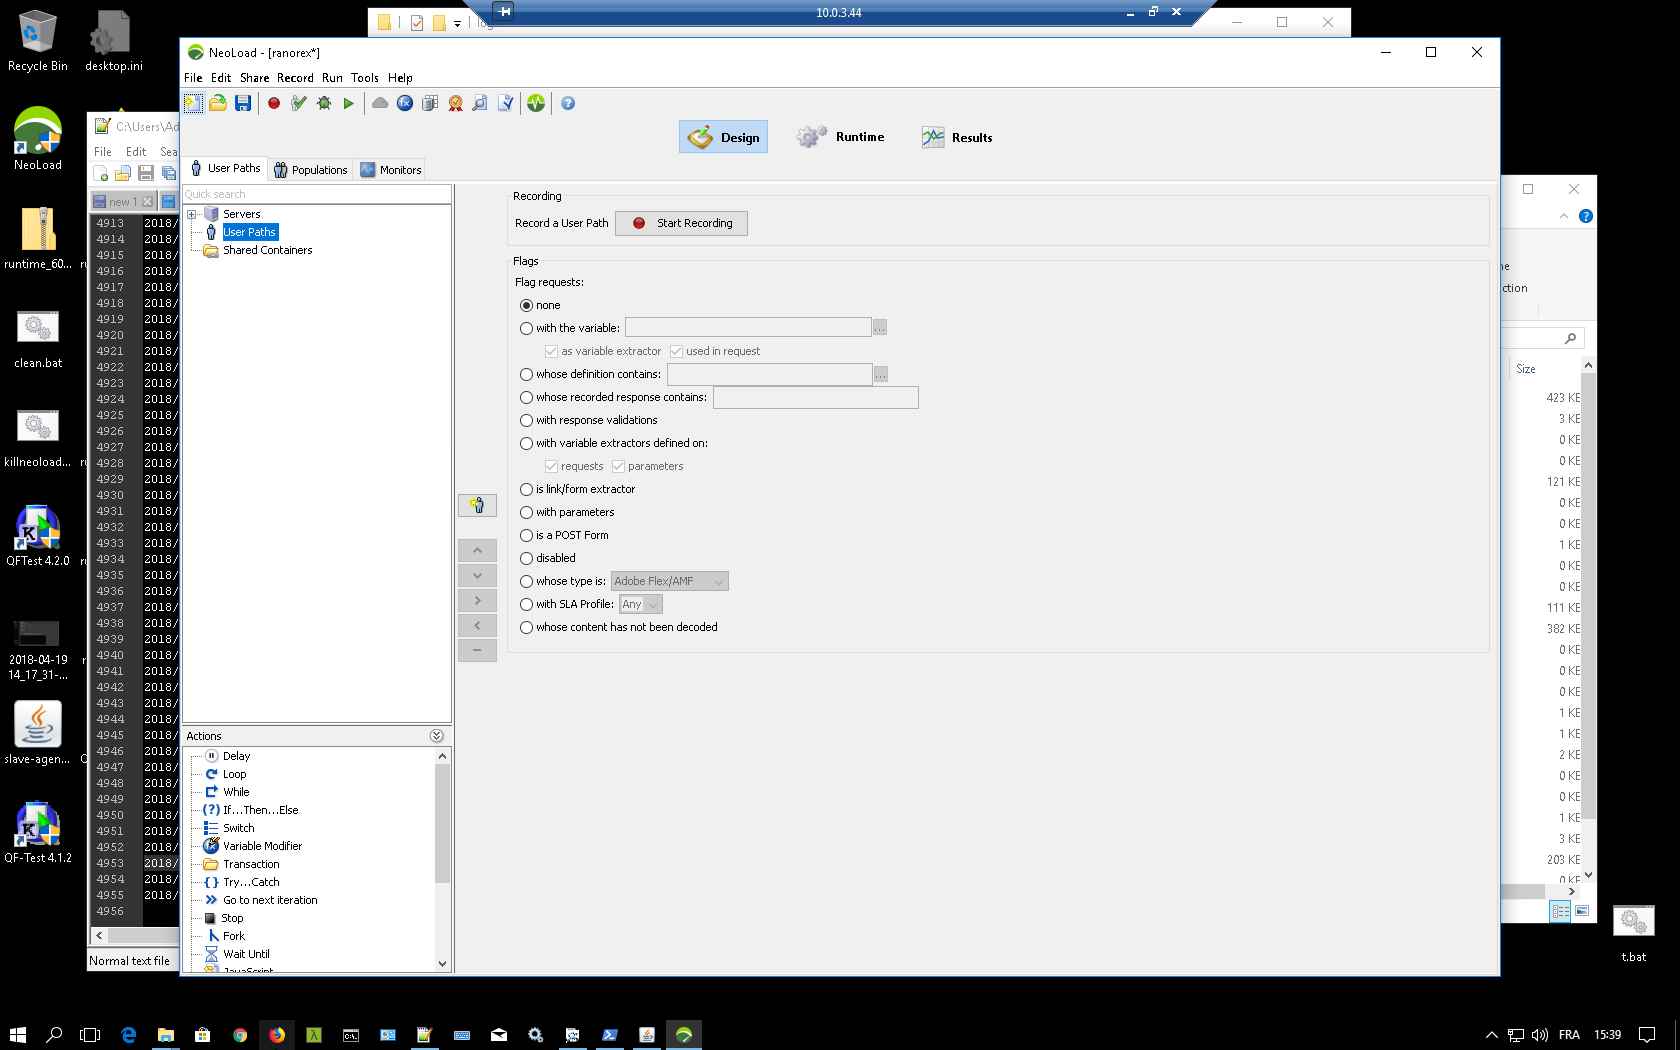 10.0.3.44
Recycle Bin
desktop.ini
NeoLoad
runtime_60...
clean.bat
killneoload...
QFTest 4.2.0
2018-04-19
14_17_31-...
slave-agen...
QF-Test 4.1.2
C:\Users\Ad
File Edit Sea
new 1
4913 2018/
4914 2018/
4915 2018/
4916 2018/
4917 2018/
4918 2018/
4919 2018/
4920 2018/
4921 2018/
4922 2018/
4923 2018/
4924 2018/
4925 2018/
4926 2018/
4927 2018/
4928 2018/
4929 2018/
4930 2018/
4931 2018/
4932 2018/
4933 2018/
4934 2018/
4935 2018/
4936 2018/
4937 2018/
4938 2018/
4939 2018/
4940 2018/
4941 2018/
4942 2018/
4943 2018/
4944 2018/
4945 2018/
4946 2018/
4947 2018/
4948 2018/
4949 2018/
4950 2018/
4951 2018/
4952 2018/
4953 2018/
4954 2018/
4955 2018/
4956
Normal text file
NeoLoad - [ranorex*]
File Edit Share Record Run Tools Help
Design Runtime Results
User Paths Populations Monitors
Quick search
Servers
User Paths
Shared Containers
Actions
Delay
Loop
While
If...Then...Else
Switch
Variable Modifier
Transaction
Try...Catch
Go to next iteration
Stop
Fork
Wait Until
JavaScript
Recording
Record a User Path Start Recording
Flags
Flag requests:
none
with the variable: ...
as variable extractor used in request
whose definition contains: ...
whose recorded response contains:
with response validations
with variable extractors defined on:
requests parameters
is link/form extractor
with parameters
is a POST Form
disabled
whose type is: Adobe Flex/AMF
with SLA Profile: Any
whose content has not been decoded
ction
Size
423 KE
3 KE
0 KE
0 KE
121 KE
0 KE
0 KE
1 KE
0 KE
0 KE
111 KE
382 KE
0 KE
0 KE
0 KE
1 KE
1 KE
2 KE
0 KE
0 KE
1 KE
3 KE
203 KE
0 KE
t.bat
FRA 15:39